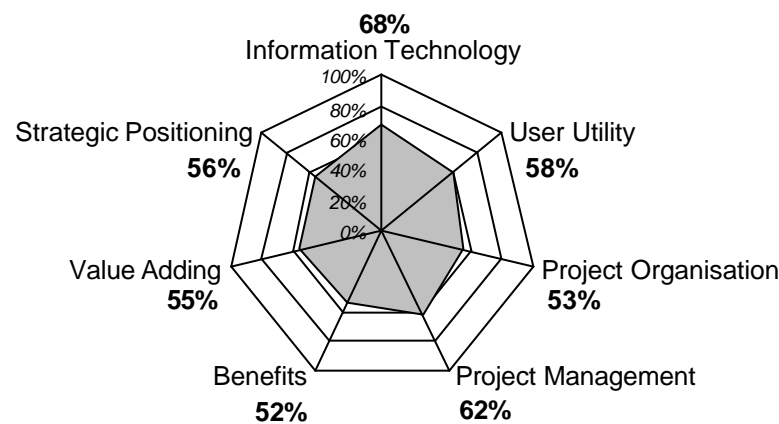 68%
Information Technology
100%
80%
60%
40%
20%
0%
Strategic Positioning
56%
User Utility
58%
Value Adding
55%
Project Organisation
53%
Benefits
52%
Project Management
62%